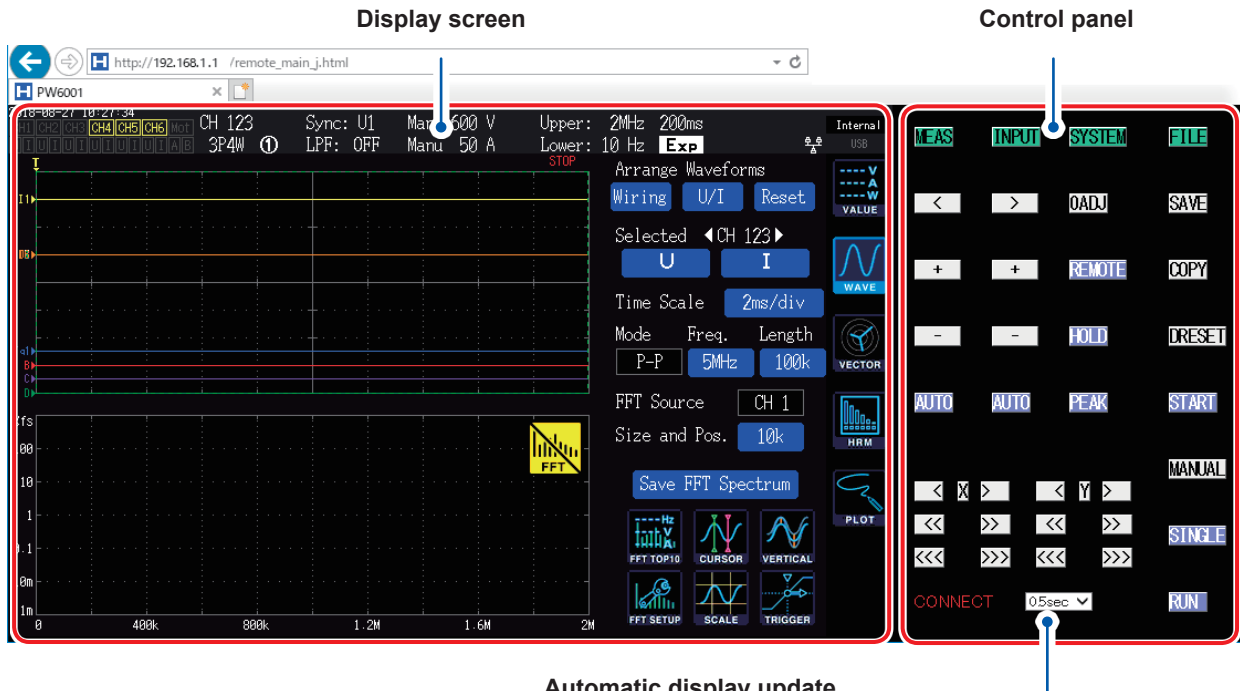 Display screen
Control panel
http://192.168.1.1 /remote_main_j.html
PW6001
2018-08-27 10:27:34
CH 123 Sync: U1 Manu 600 V Upper: 2MHz 200ms
3P4W ① LPF: OFF Manu 50 A Lower: 10 Hz Exp
CH2 CH3 CH4 CH5 CH6 Mot
U I U I U I U I U I A B
Internal
USB
STOP
I1
Arrange Waveforms
Wiring U/I Reset
Selected ◀CH 123▶
U I
Time Scale 2ms/div
Mode Freq. Length
P-P 5MHz 100k
FFT Source CH 1
Size and Pos. 10k
FFT
Save FFT Spectrum
FFT TOP10 CURSOR VERTICAL
FFT SETUP SCALE TRIGGER
V
A
W
VALUE
WAVE
VECTOR
HRM
PLOT
B
C
D
10
1
1m
0 400k 800k 1.2M 1.6M 2M
MEAS INPUT SYSTEM FILE
< > 0ADJ SAVE
+ + REMOTE COPY
- - HOLD DRESET
AUTO AUTO PEAK START
MANUAL
< X > < Y >
<< >> << >>
SINGLE
<<< >>> <<< >>>
CONNECT 0.5sec RUN
Automatic display update